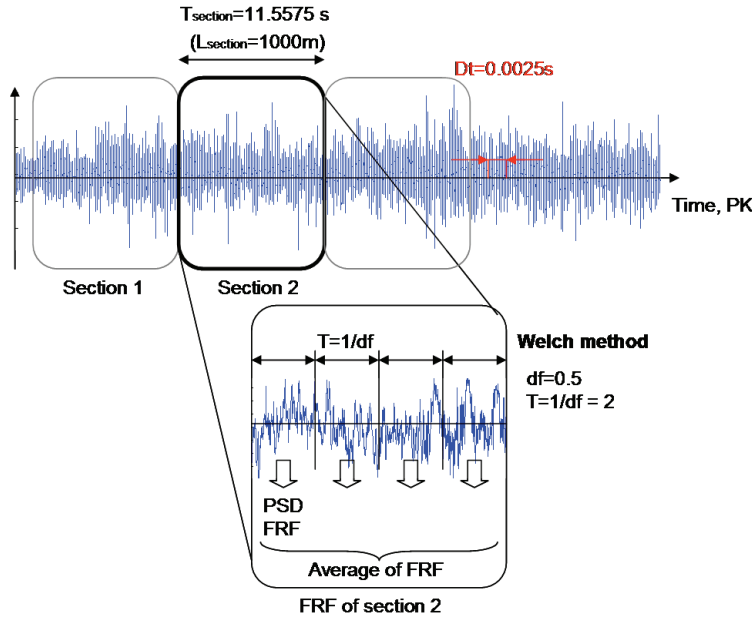 Tsection=11.5575 s
(Lsection=1000m)
Dt=0.0025s
Time, PK
Section 1
Section 2
T=1/df
Welch method
df=0.5
T=1/df = 2
PSD
FRF
Average of FRF
FRF of section 2